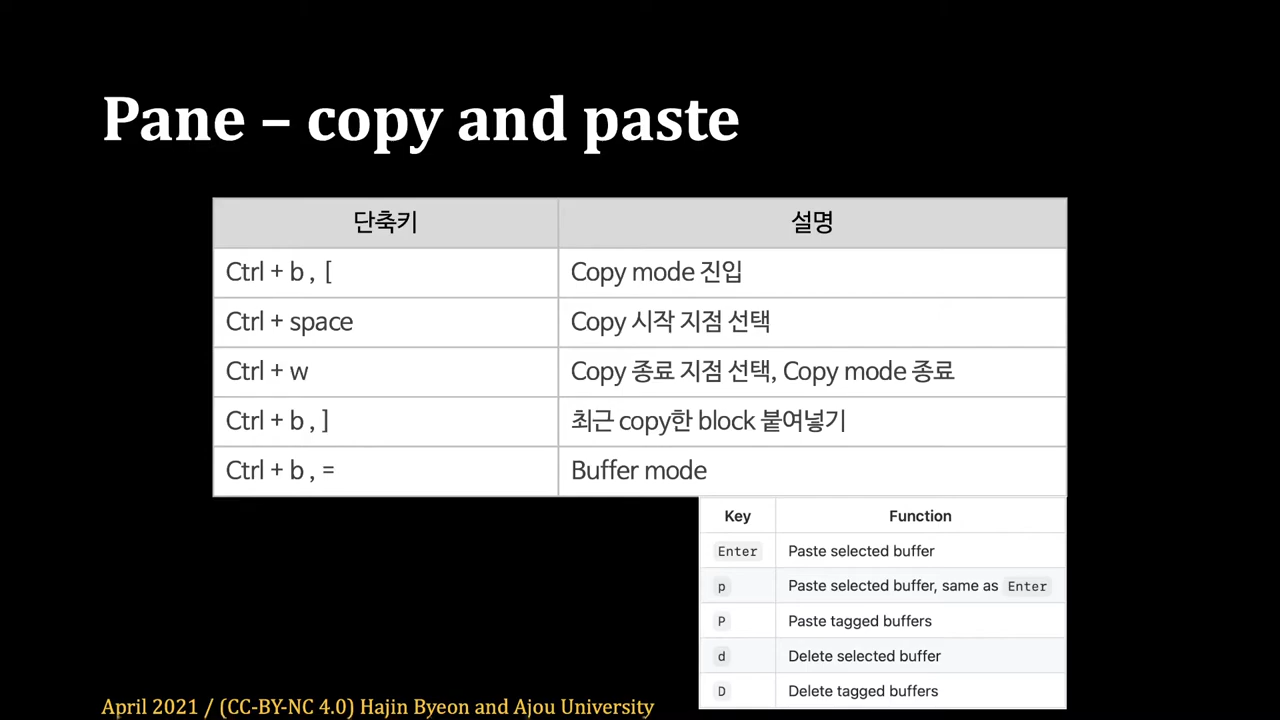 Pane – copy and paste
단축키 설명
Ctrl + b , [ Copy mode 진입
Ctrl + space Copy 시작 지점 선택
Ctrl + w Copy 종료 지점 선택, Copy mode 종료
Ctrl + b , ] 최근 copy한 block 붙여넣기
Ctrl + b , = Buffer mode
Key Function
Enter Paste selected buffer
p Paste selected buffer, same as Enter
P Paste tagged buffers
d Delete selected buffer
D Delete tagged buffers
April 2021 / (CC-BY-NC 4.0) Hajin Byeon and Ajou University